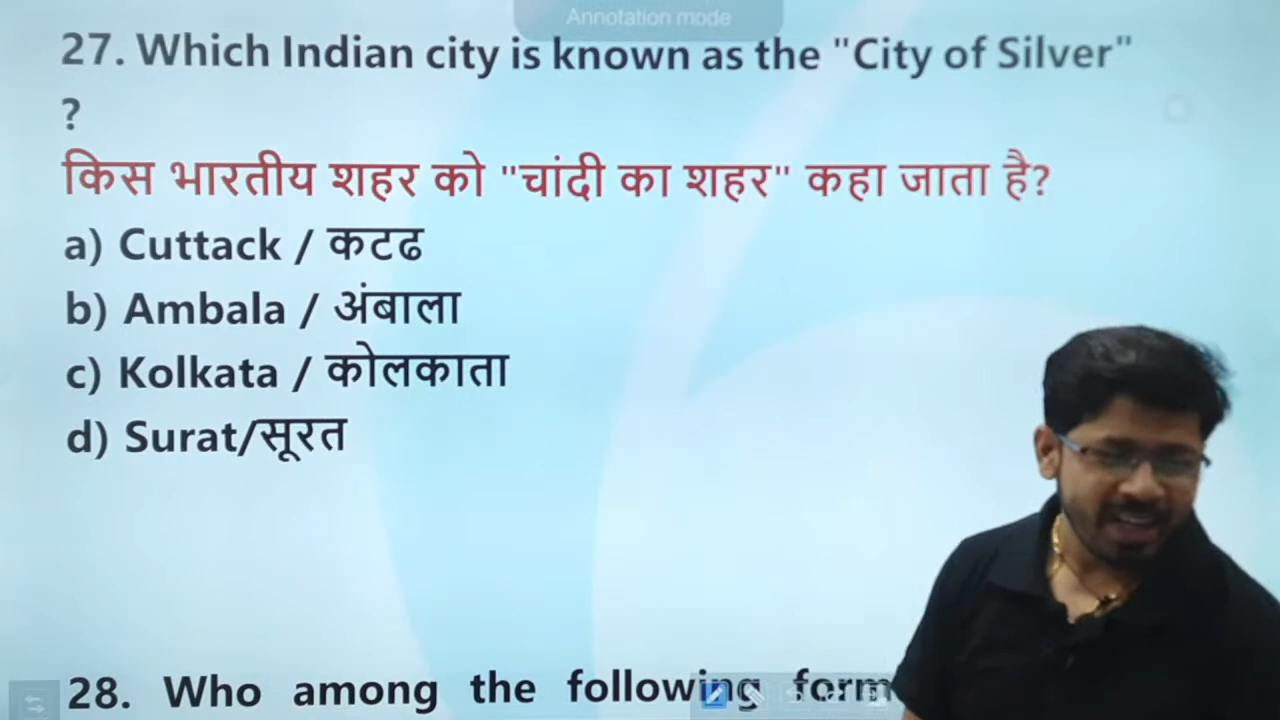 Annotation mode
27. Which Indian city is known as the "City of Silver"
?
किस भारतीय शहर को "चांदी का शहर" कहा जाता है?
a) Cuttack / कटढ
b) Ambala / अंबाला
c) Kolkata / कोलकाता
d) Surat/सूरत
28. Who among the following